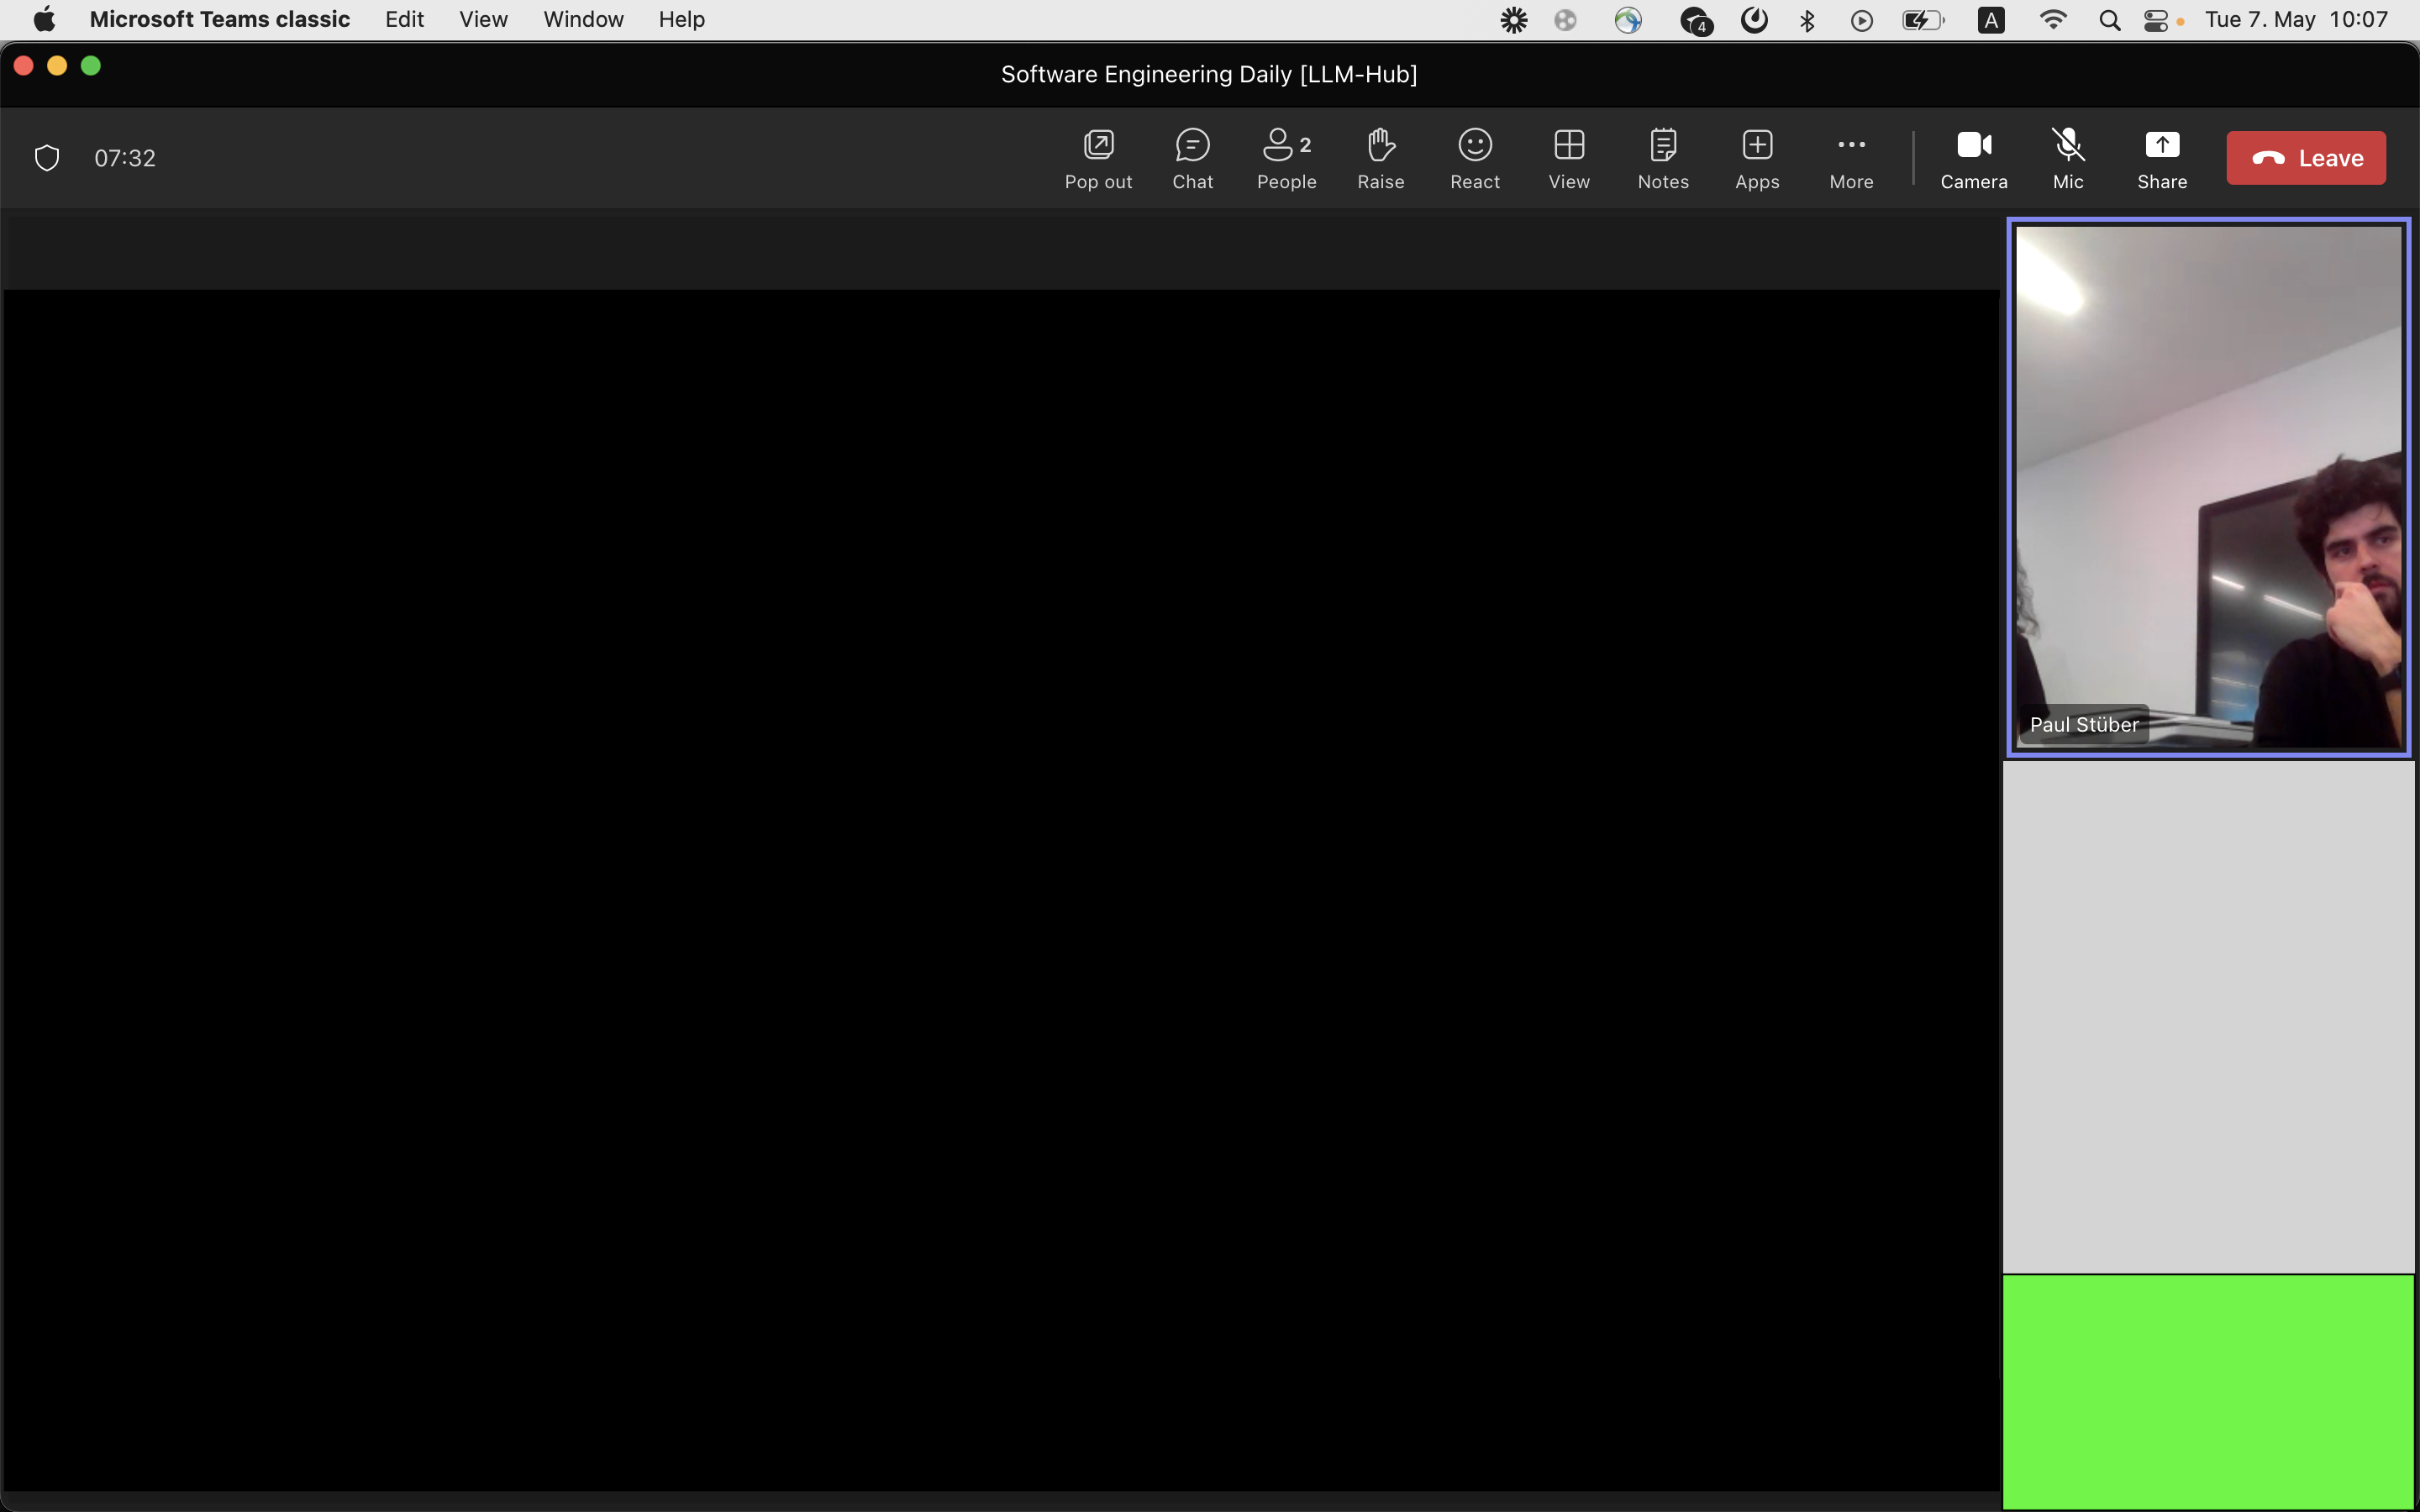 Microsoft Teams classic Edit View Window Help 4 A Tue 7. May 10:07
Software Engineering Daily [LLM-Hub]
07:32
2
Pop out Chat People Raise React View Notes Apps More Camera Mic Share Leave
Paul Stüber